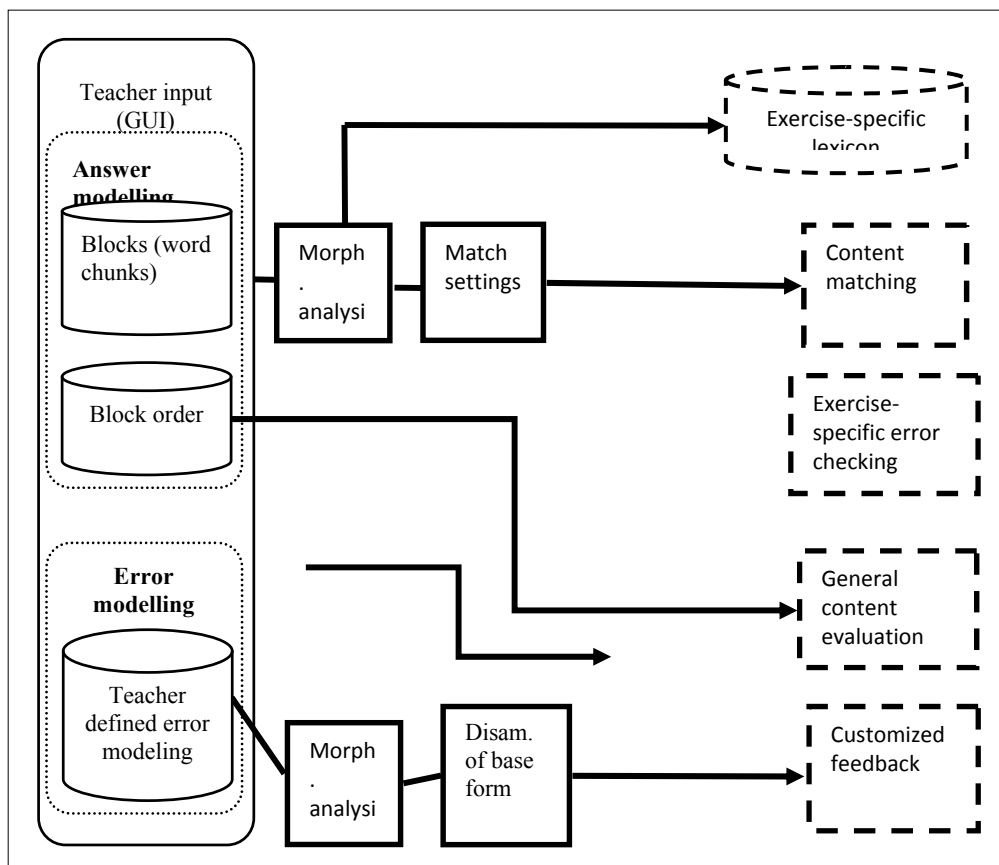 Teacher input
(GUI)
Answer
modelling
Blocks (word
chunks)
Block order
Error
modelling
Teacher
defined error
modeling
Morph
.
analysi
Match
settings
Morph
.
analysi
Disam.
of base
form
Exercise-specific
lexicon
Content
matching
Exercise-
specific error
checking
General
content
evaluation
Customized
feedback